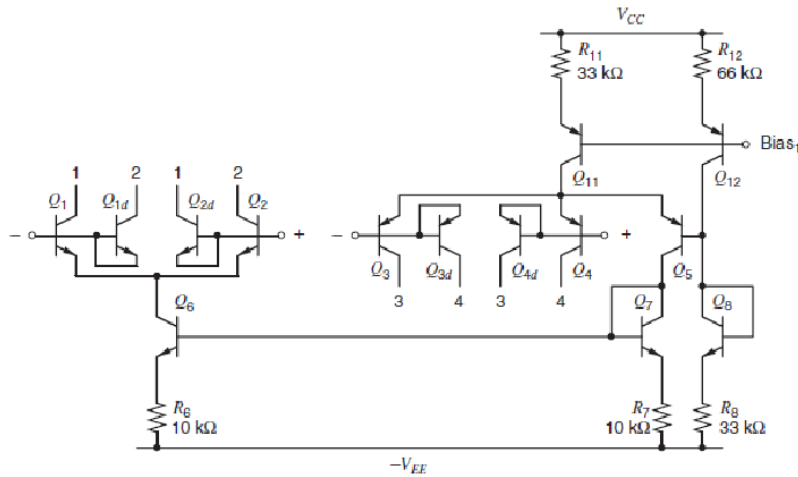 V_CC
R_11
33 kΩ
R_12
66 kΩ
Bias_1
Q_11
Q_12
1 2 1 2
Q_1 Q_1d Q_2d Q_2
− +
− +
Q_3 Q_3d Q_4d Q_4 Q_5
3 4 3 4
Q_6
Q_7 Q_8
R_6
10 kΩ
R_7
10 kΩ
R_8
33 kΩ
−V_EE